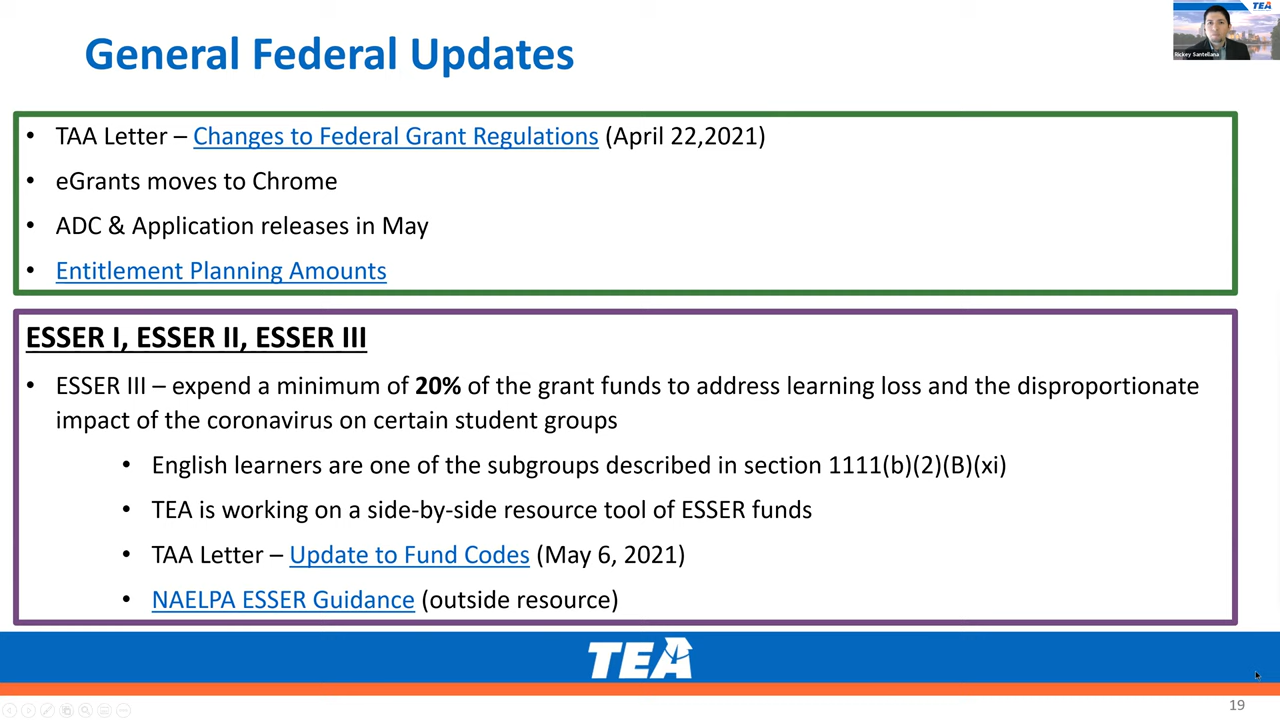 TEA
Rickey Santellana
General Federal Updates
• TAA Letter – Changes to Federal Grant Regulations (April 22,2021)
• eGrants moves to Chrome
• ADC & Application releases in May
• Entitlement Planning Amounts
ESSER I, ESSER II, ESSER III
• ESSER III – expend a minimum of 20% of the grant funds to address learning loss and the disproportionate
impact of the coronavirus on certain student groups
• English learners are one of the subgroups described in section 1111(b)(2)(B)(xi)
• TEA is working on a side-by-side resource tool of ESSER funds
• TAA Letter – Update to Fund Codes (May 6, 2021)
• NAELPA ESSER Guidance (outside resource)
TEA
19